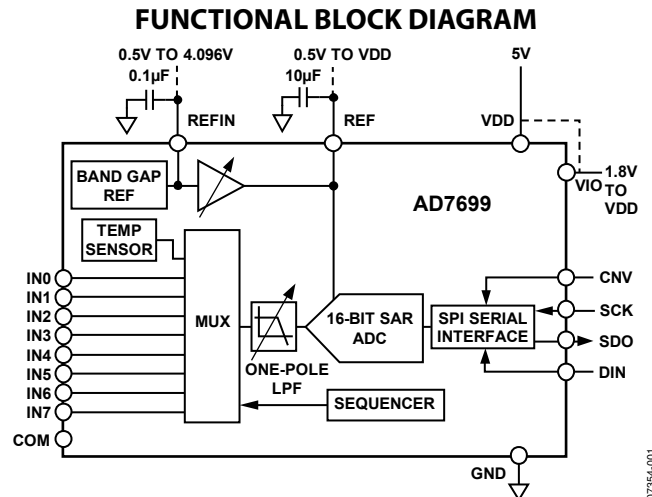 FUNCTIONAL BLOCK DIAGRAM
0.5V TO 4.096V
0.1µF
0.5V TO VDD
10µF
5V
REFIN
REF
VDD
BAND GAP
REF
AD7699
VIO
1.8V
TO
VDD
TEMP
SENSOR
IN0
IN1
IN2
IN3
IN4
IN5
IN6
IN7
COM
MUX
ONE-POLE
LPF
16-BIT SAR
ADC
SPI SERIAL
INTERFACE
CNV
SCK
SDO
DIN
SEQUENCER
GND
07354-001